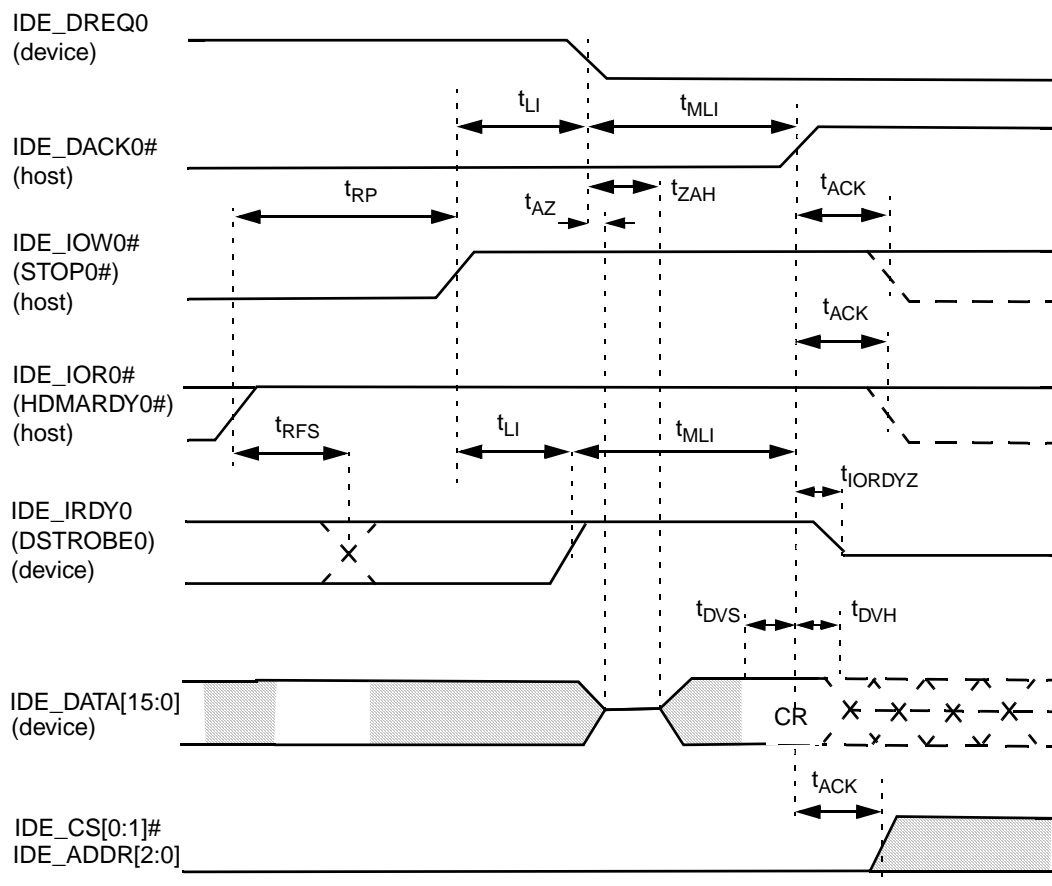 IDE_DREQ0
(device)
tLI
tMLI
IDE_DACK0#
(host)
tRP
tAZ
tZAH
tACK
IDE_IOW0#
(STOP0#)
(host)
tACK
IDE_IOR0#
(HDMARDY0#)
(host)
tRFS
tLI
tMLI
tIORDYZ
IDE_IRDY0
(DSTROBE0)
(device)
tDVS
tDVH
IDE_DATA[15:0]
(device)
CR
tACK
IDE_CS[0:1]#
IDE_ADDR[2:0]